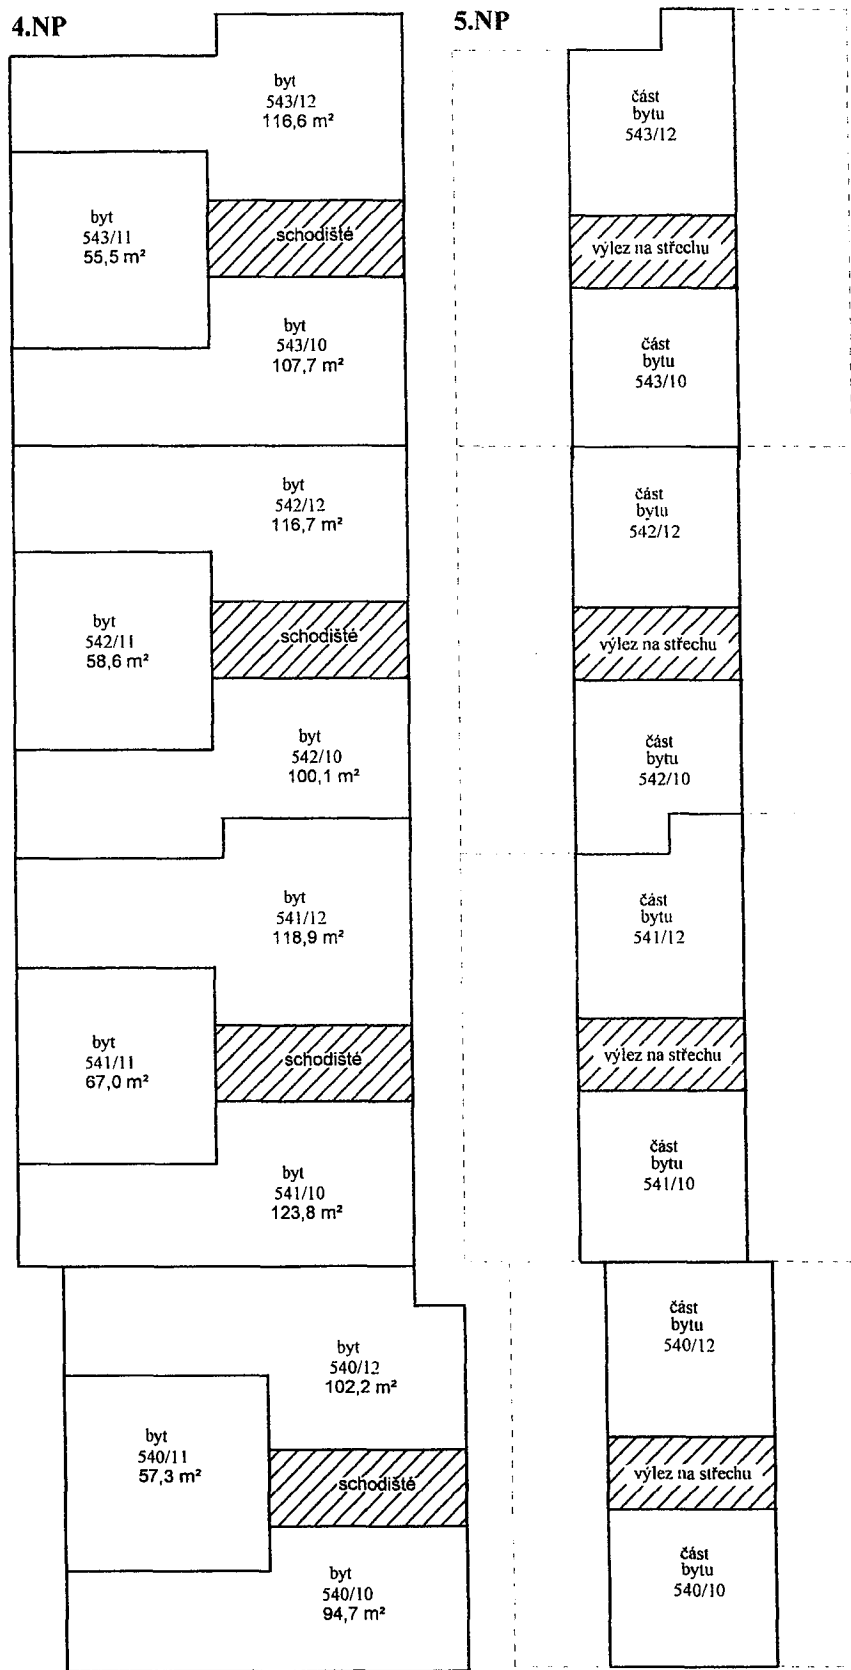 4.NP
byt
543/12
116,6 m²
byt
543/11
55,5 m²
schodiště
byt
543/10
107,7 m²
byt
542/12
116,7 m²
byt
542/11
58,6 m²
schodiště
byt
542/10
100,1 m²
byt
541/12
118,9 m²
byt
541/11
67,0 m²
schodiště
byt
541/10
123,8 m²
byt
540/12
102,2 m²
byt
540/11
57,3 m²
schodiště
byt
540/10
94,7 m²
5.NP
část
bytu
543/12
výlez na střechu
část
bytu
543/10
část
bytu
542/12
výlez na střechu
část
bytu
542/10
část
bytu
541/12
výlez na střechu
část
bytu
541/10
část
bytu
540/12
výlez na střechu
část
bytu
540/10